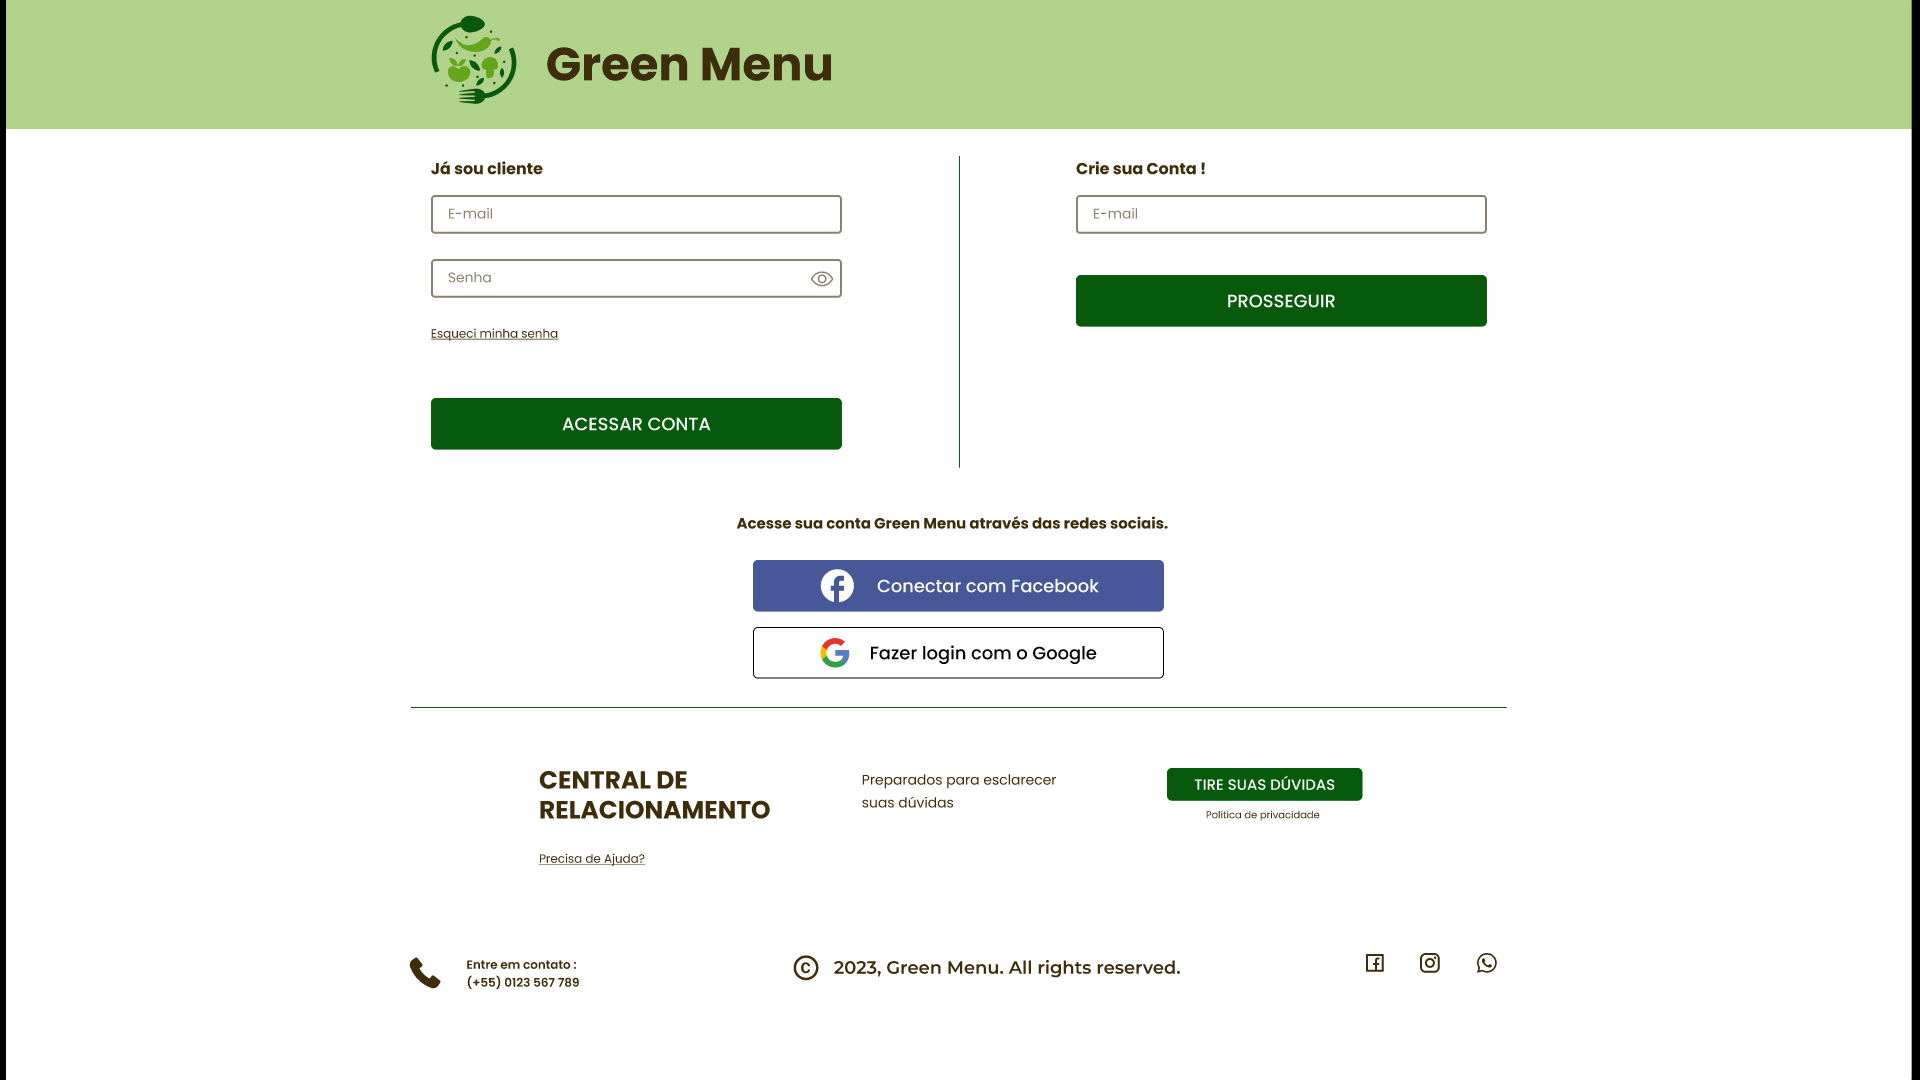 Green Menu
Já sou cliente
E-mail
Senha
Esqueci minha senha
ACESSAR CONTA
Crie sua Conta !
E-mail
PROSSEGUIR
Acesse sua conta Green Menu através das redes sociais.
Conectar com Facebook
Fazer login com o Google
CENTRAL DE
RELACIONAMENTO
Precisa de Ajuda?
Preparados para esclarecer
suas dúvidas
TIRE SUAS DÚVIDAS
Política de privacidade
Entre em contato :
(+55) 0123 567 789
© 2023, Green Menu. All rights reserved.